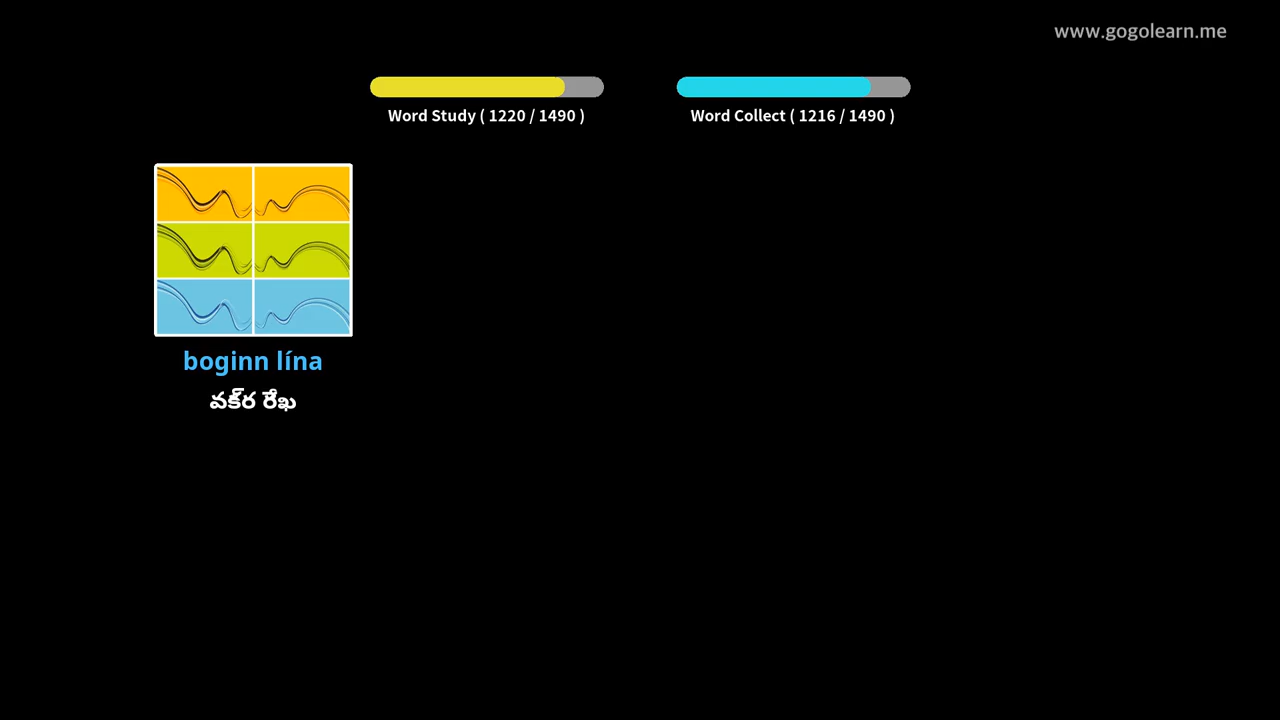 www.gogolearn.me
Word Study ( 1220 / 1490 )
Word Collect ( 1216 / 1490 )
boginn lína
వక్ర రేఖ